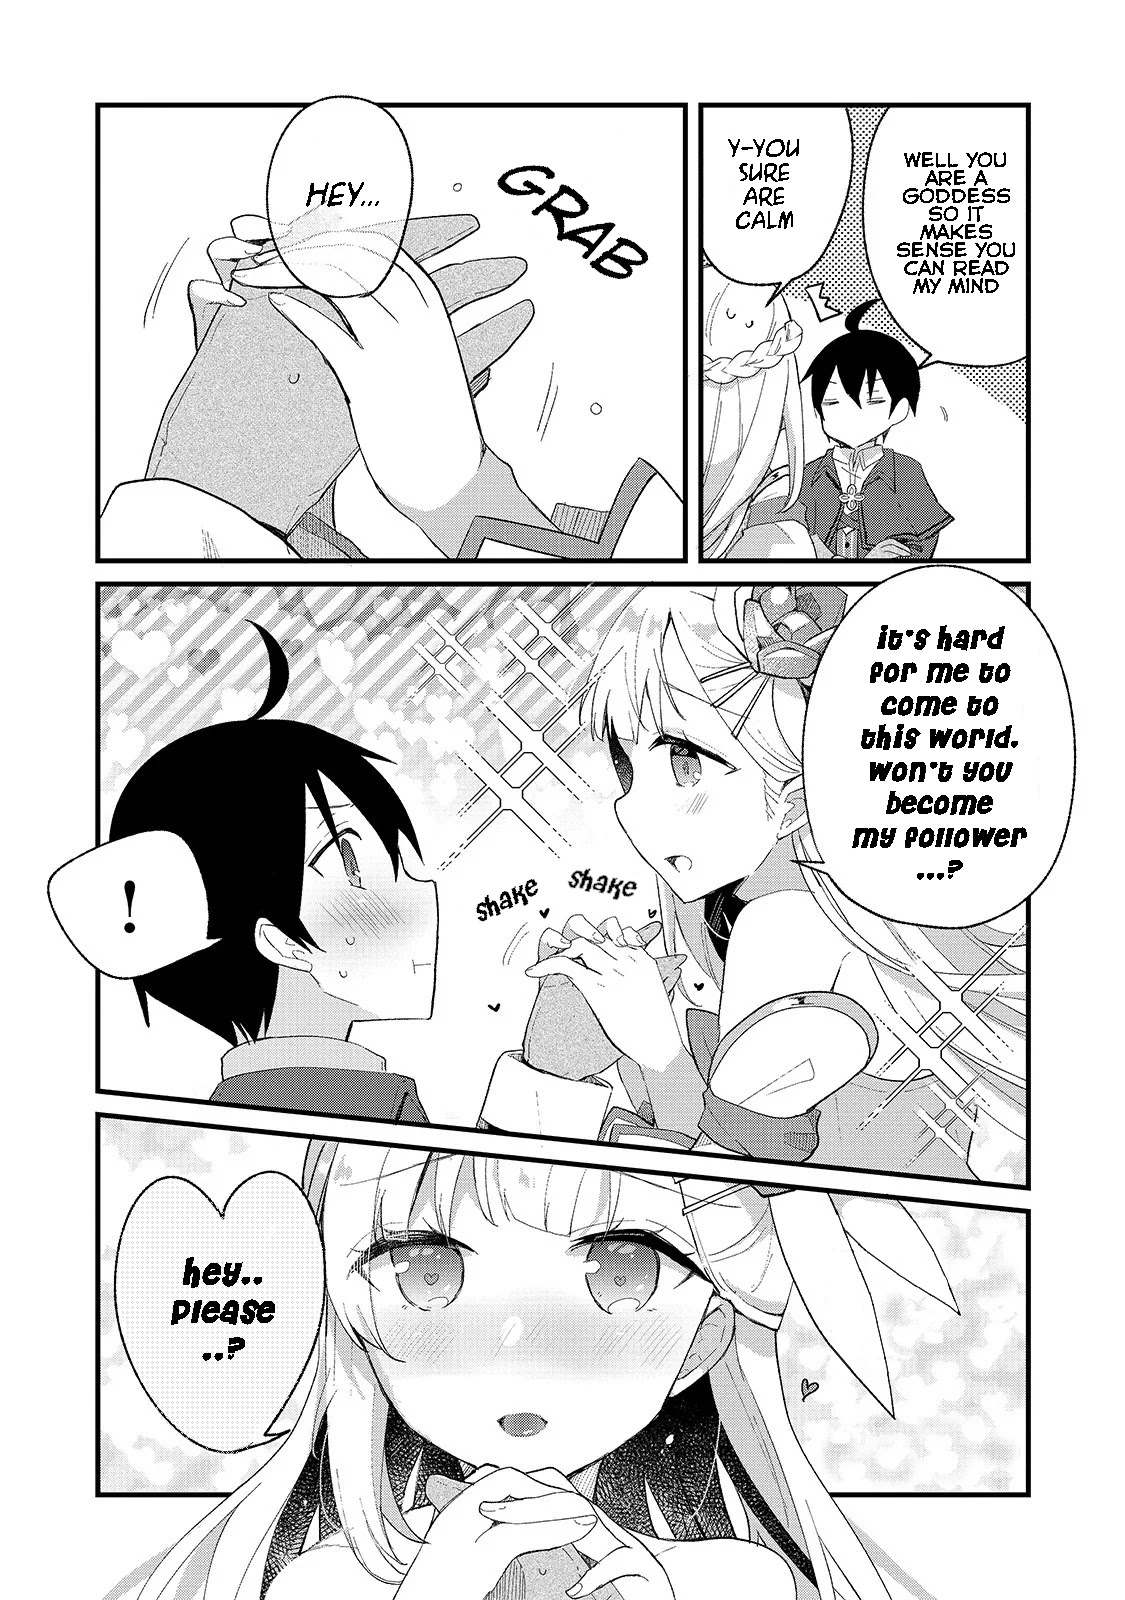 WELL YOU
ARE A
GODDESS
SO IT
MAKES
SENSE YOU
CAN READ
MY MIND
Y-YOU
SURE
ARE
CALM
HEY...
GRAB
it's hard
for me to
come to
this world.
won't you
become
my follower
...?
shake
shake
!
hey..
please
..?